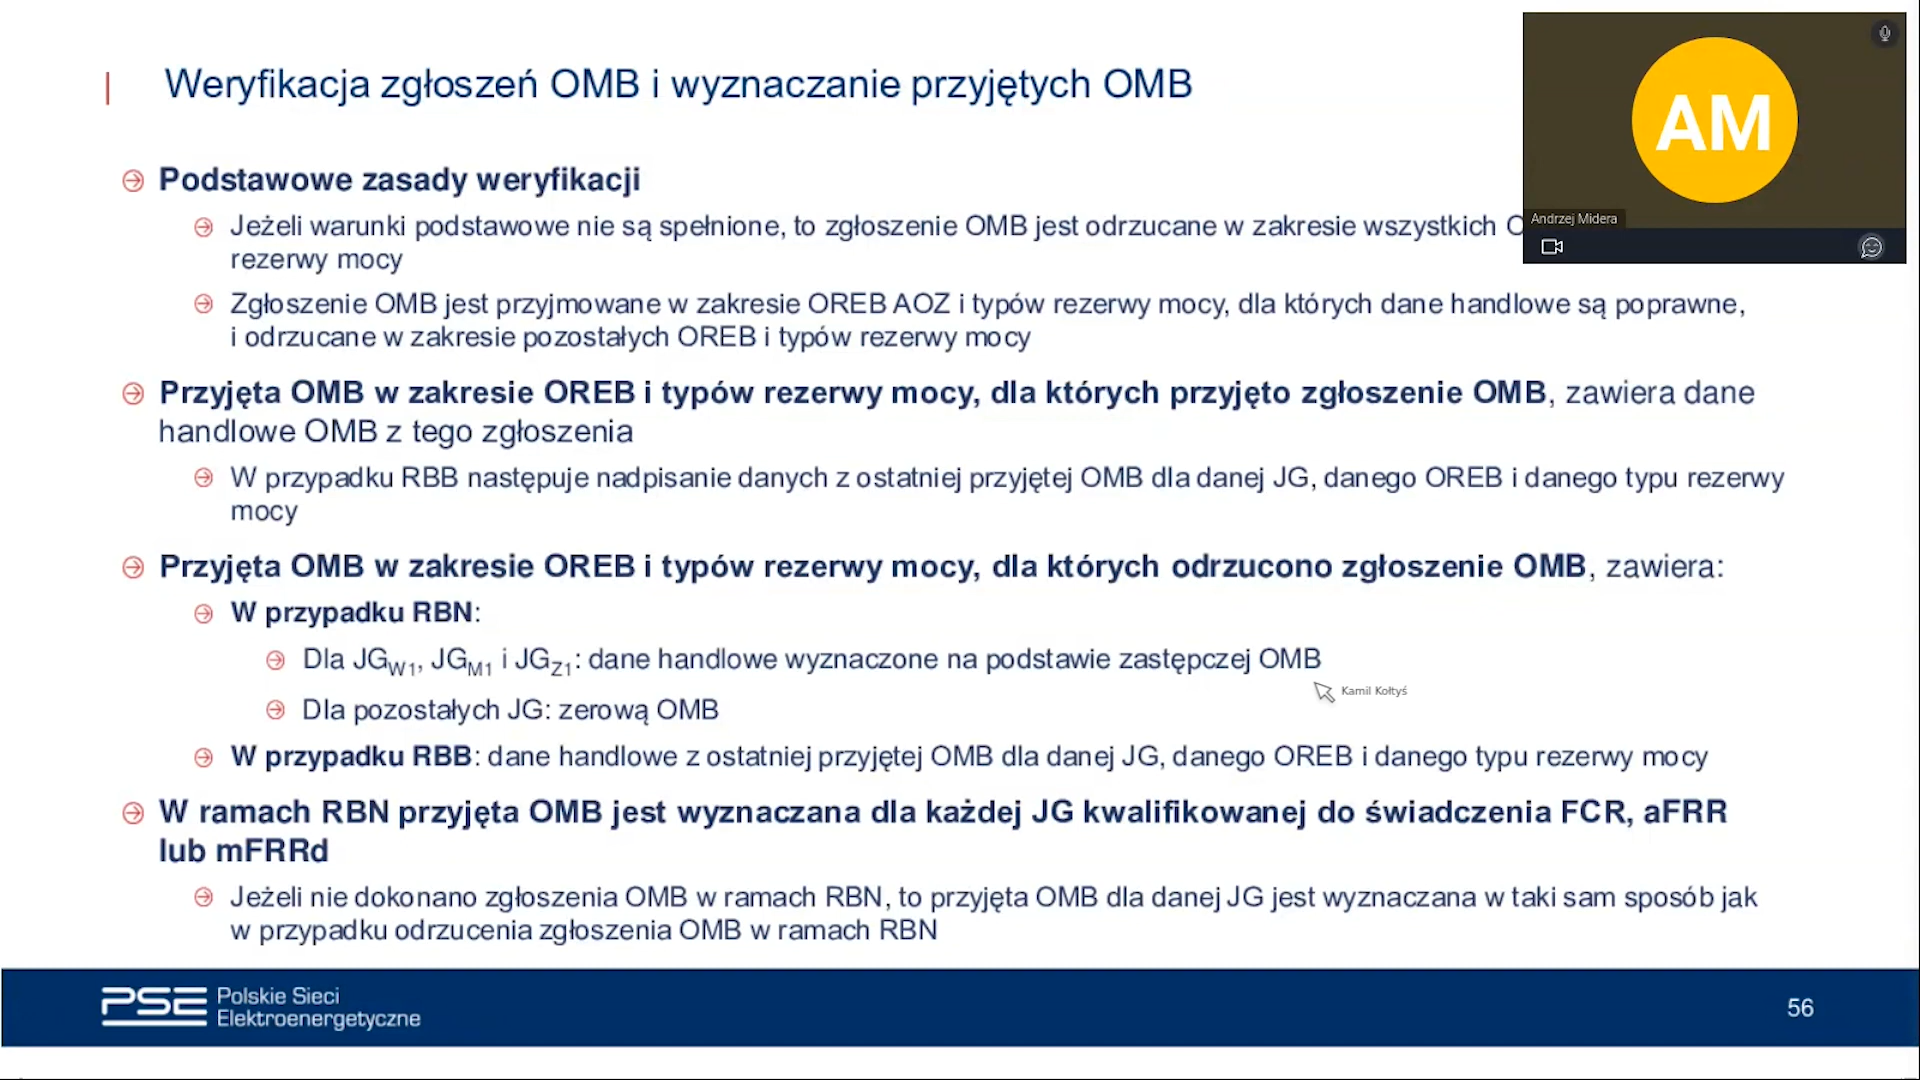 Weryfikacja zgłoszeń OMB i wyznaczanie przyjętych OMB
AM
Andrzej Midera
Podstawowe zasady weryfikacji
Jeżeli warunki podstawowe nie są spełnione, to zgłoszenie OMB jest odrzucane w zakresie wszystkich
rezerwy mocy
Zgłoszenie OMB jest przyjmowane w zakresie OREB AOZ i typów rezerwy mocy, dla których dane handlowe są poprawne,
i odrzucane w zakresie pozostałych OREB i typów rezerwy mocy
Przyjęta OMB w zakresie OREB i typów rezerwy mocy, dla których przyjęto zgłoszenie OMB, zawiera dane
handlowe OMB z tego zgłoszenia
W przypadku RBB następuje nadpisanie danych z ostatniej przyjętej OMB dla danej JG, danego OREB i danego typu rezerwy
mocy
Przyjęta OMB w zakresie OREB i typów rezerwy mocy, dla których odrzucono zgłoszenie OMB, zawiera:
W przypadku RBN:
Dla JGW1, JGM1 i JGZ1: dane handlowe wyznaczone na podstawie zastępczej OMB
Kamil Kołtyś
Dla pozostałych JG: zerową OMB
W przypadku RBB: dane handlowe z ostatniej przyjętej OMB dla danej JG, danego OREB i danego typu rezerwy mocy
W ramach RBN przyjęta OMB jest wyznaczana dla każdej JG kwalifikowanej do świadczenia FCR, aFRR
lub mFRRd
Jeżeli nie dokonano zgłoszenia OMB w ramach RBN, to przyjęta OMB dla danej JG jest wyznaczana w taki sam sposób jak
w przypadku odrzucenia zgłoszenia OMB w ramach RBN
PSE Polskie Sieci
Elektroenergetyczne
56